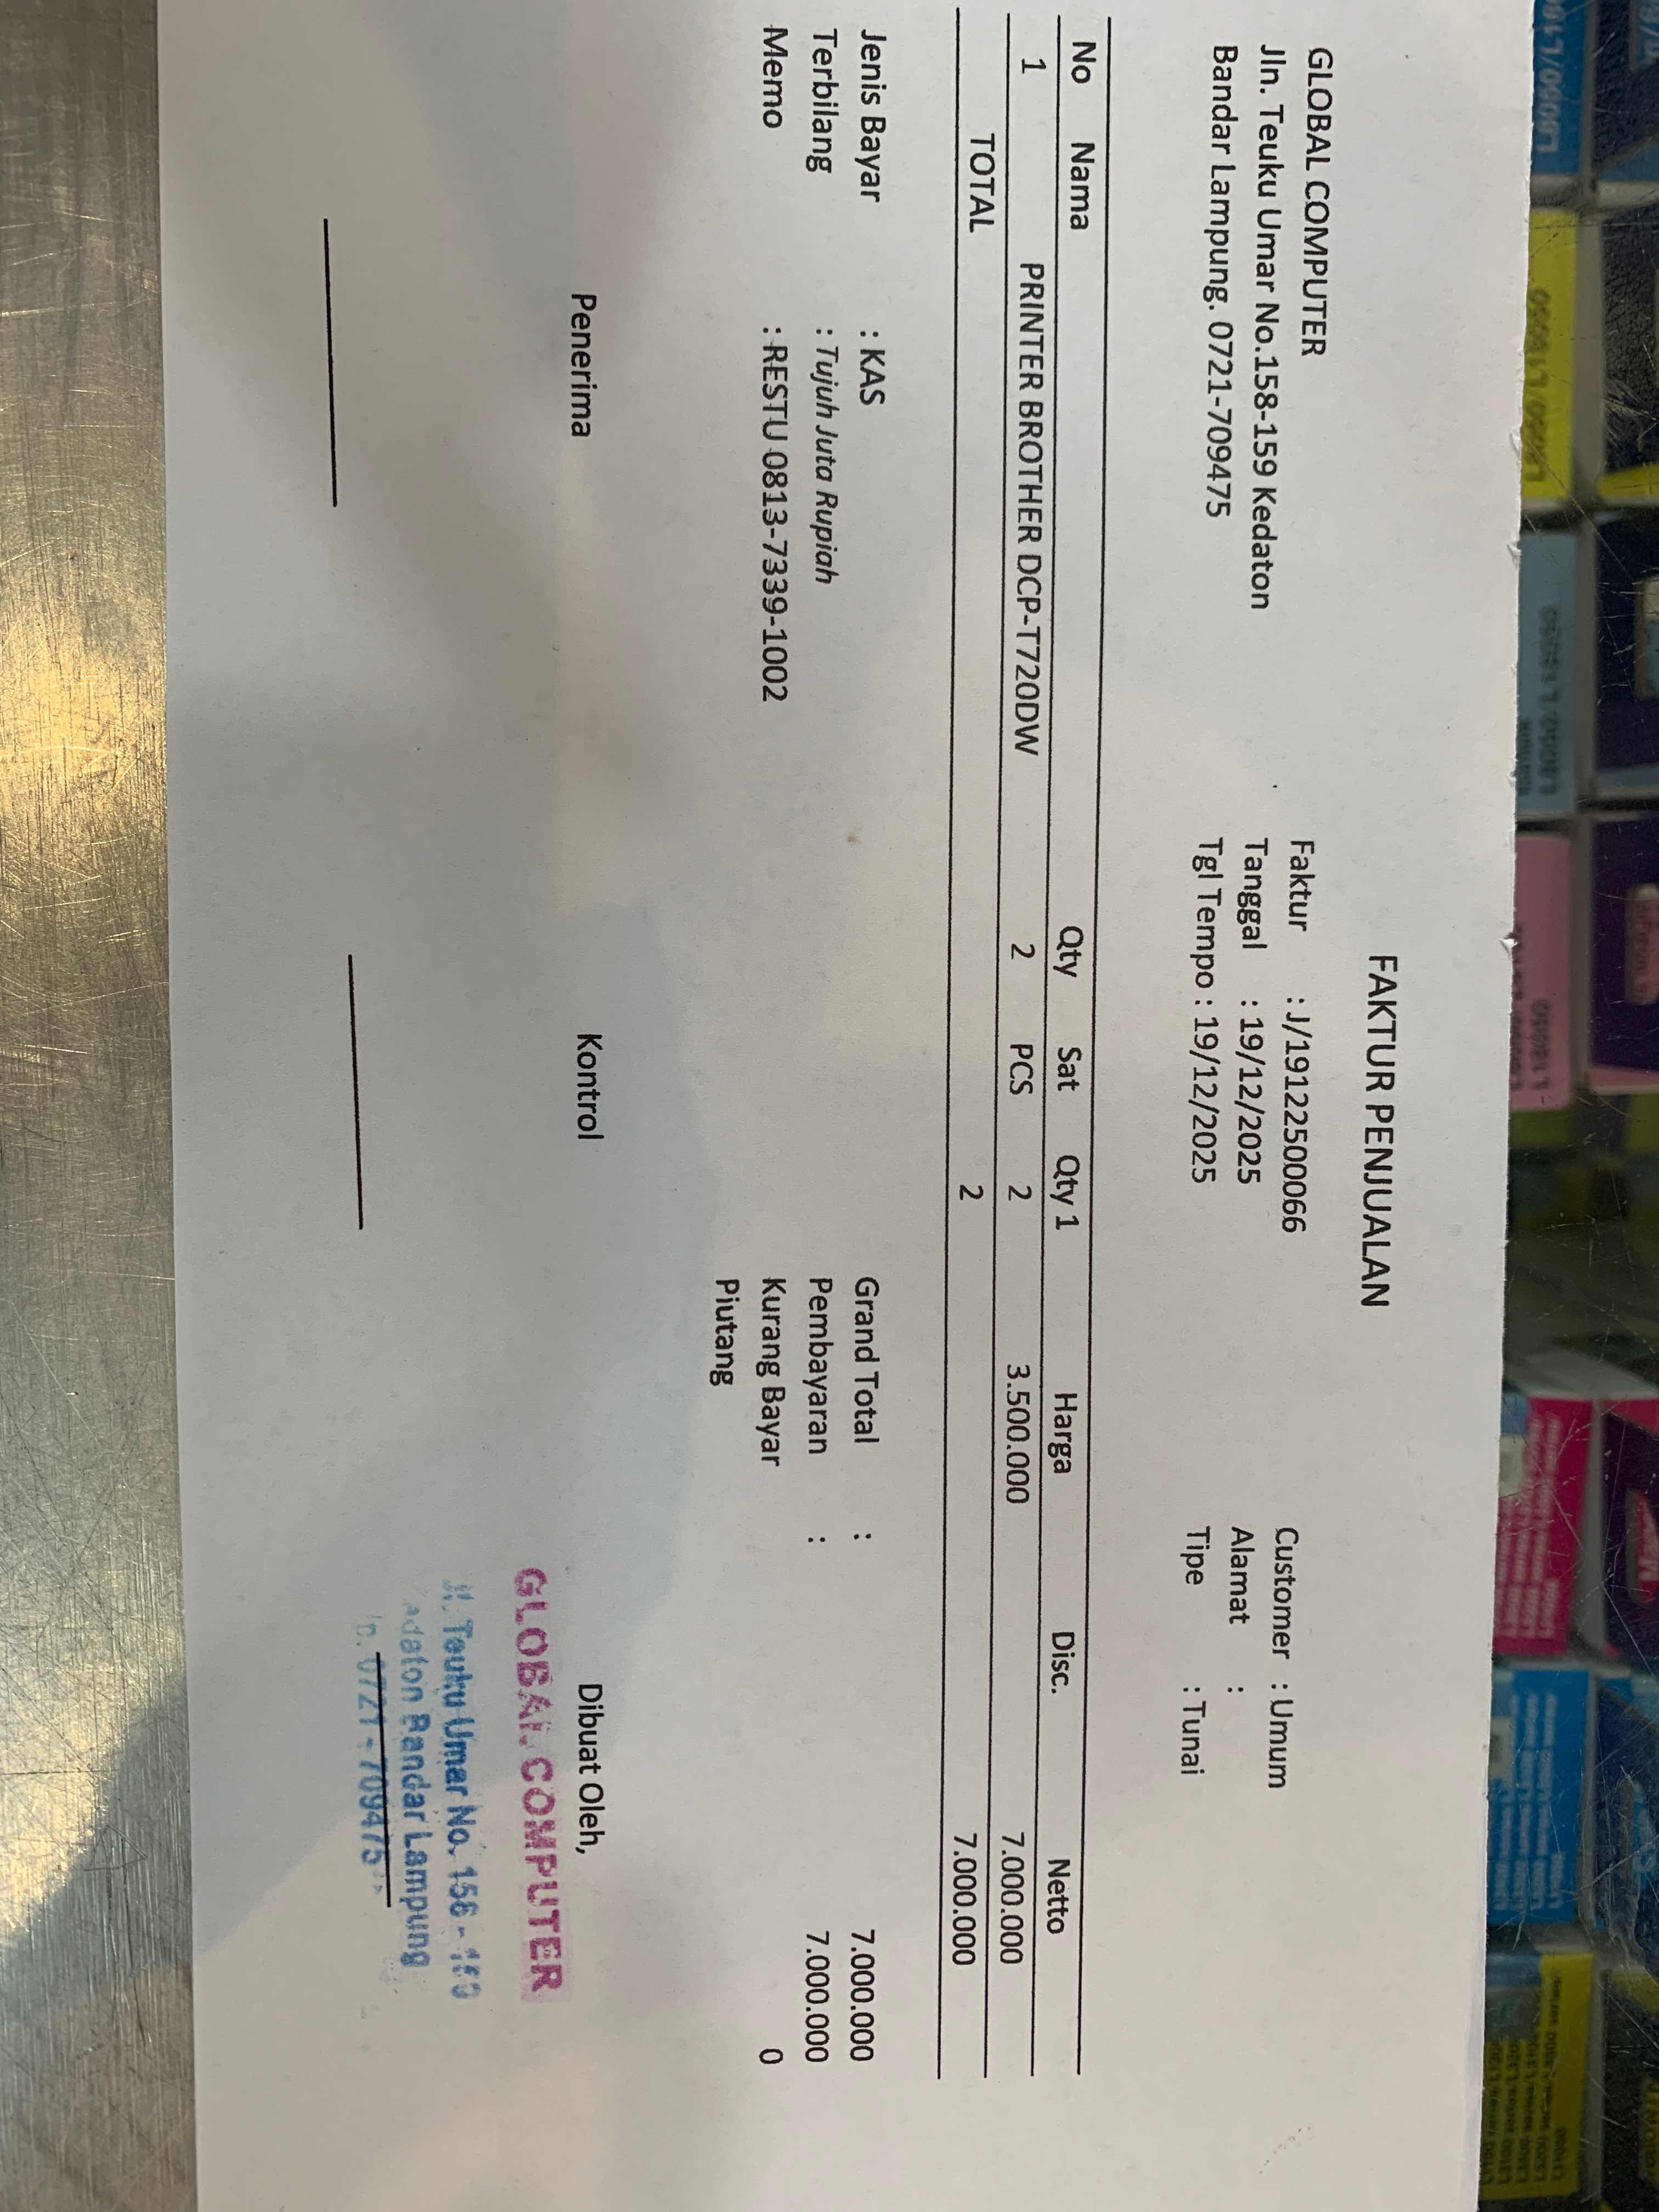 FAKTUR PENJUALAN
GLOBAL COMPUTER
Jln. Teuku Umar No.158-159 Kedaton
Bandar Lampung. 0721-709475
Faktur : J/19122500066
Tanggal : 19/12/2025
Tgl Tempo : 19/12/2025
Customer : Umum
Alamat :
Tipe : Tunai
No Nama Qty Sat Qty 1 Harga Disc. Netto
1 PRINTER BROTHER DCP-T720DW 2 PCS 2 3.500.000 7.000.000
TOTAL 2 7.000.000
Jenis Bayar : KAS
Terbilang : Tujuh Juta Rupiah
Memo : RESTU 0813-7339-1002
Grand Total : 7.000.000
Pembayaran : 7.000.000
Kurang Bayar 0
Piutang
Penerima Kontrol Dibuat Oleh,
GLOBAL COMPUTER
Jl. Teuku Umar No. 158 -
Bandar Lampung
0721 - 709475